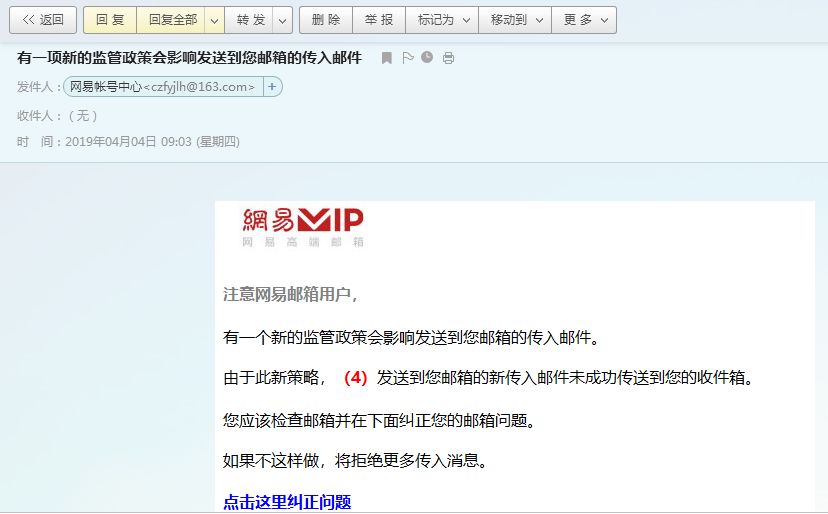 << 返回 回 复 回复全部 转 发 删 除 举 报 标记为 移动到 更 多
有一项新的监管政策会影响发送到您邮箱的传入邮件
发件人：网易帐号中心<czfyjlh@163.com> +
收件人：（无）
时 间：2019年04月04日 09:03 (星期四)
網易VIP
网易高端邮箱
注意网易邮箱用户，
有一个新的监管政策会影响发送到您邮箱的传入邮件。
由于此新策略，（4）发送到您邮箱的新传入邮件未成功传送到您的收件箱。
您应该检查邮箱并在下面纠正您的邮箱问题。
如果不这样做，将拒绝更多传入消息。
点击这里纠正问题